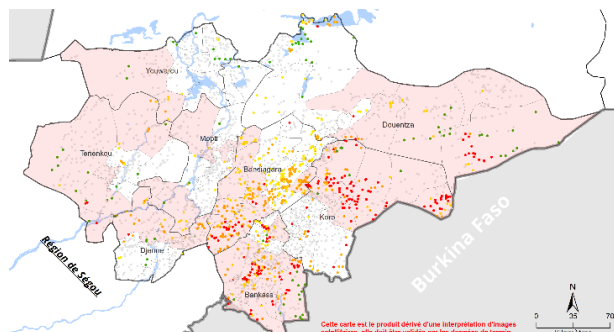 Youwarou
Douentza
Mopti
Tenenkou
Bandiagara
Koro
Djenne
Région de Ségou
Burkina Faso
Bankass
N
Cette carte est le produit dérivé d'une interprétation d'images
0 35 70